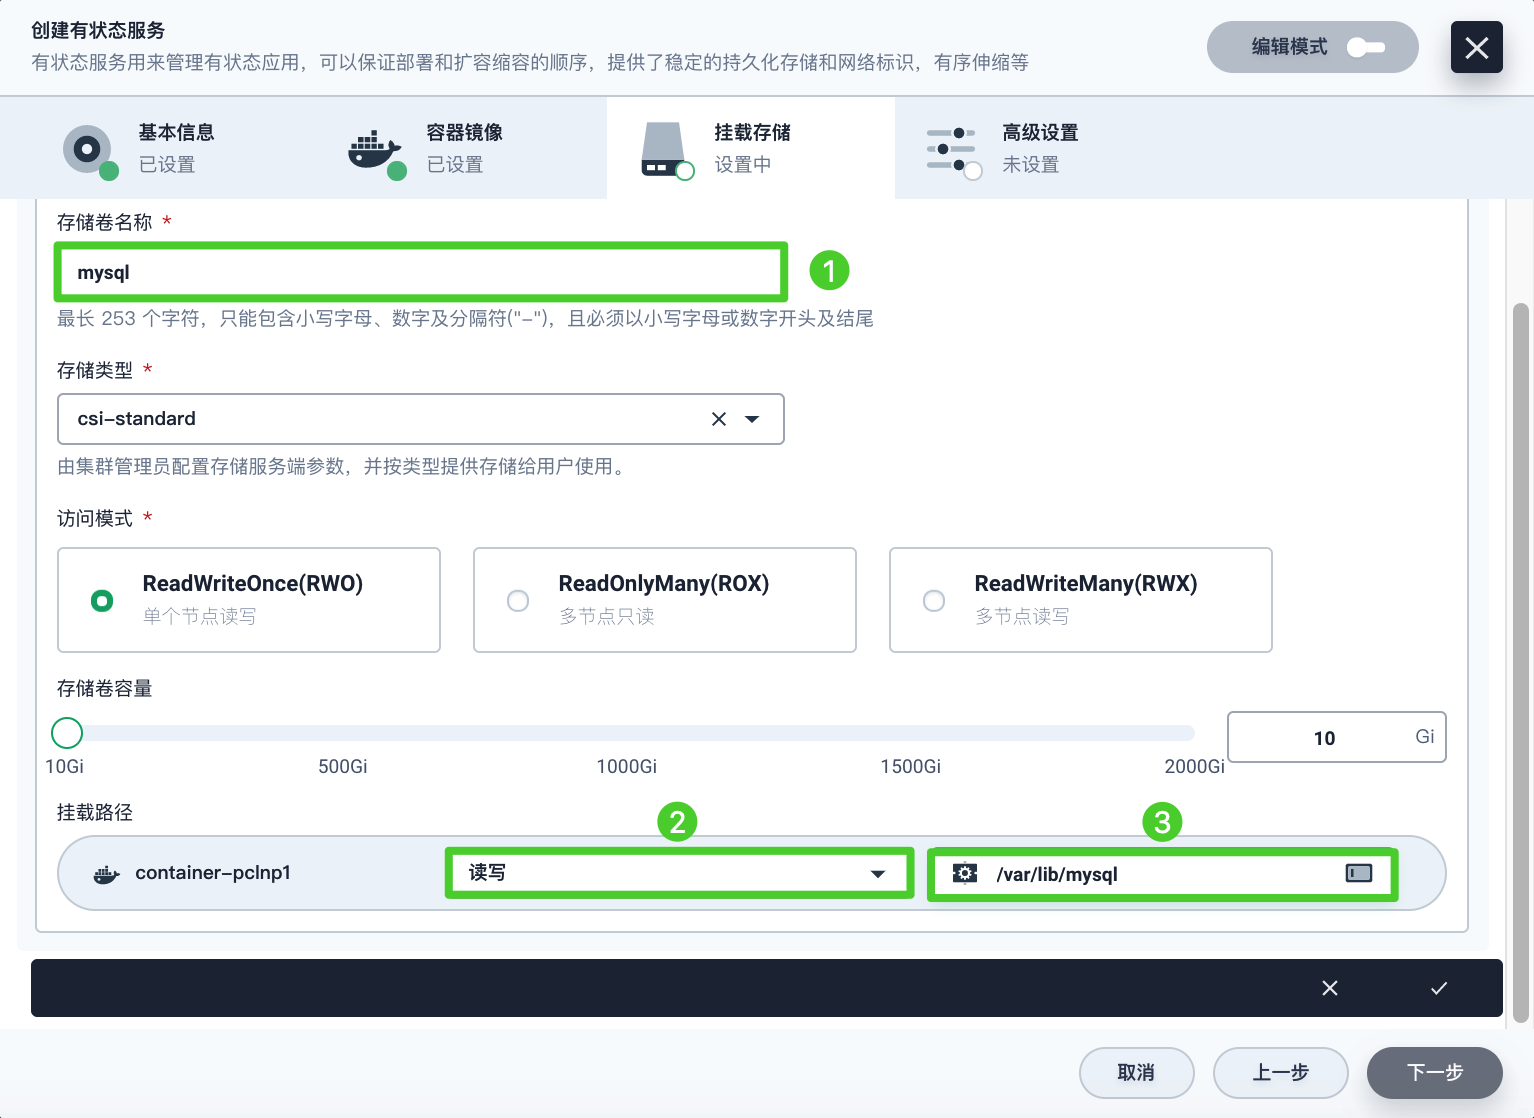 创建有状态服务
有状态服务用来管理有状态应用，可以保证部署和扩容缩容的顺序，提供了稳定的持久化存储和网络标识，有序伸缩等
编辑模式
基本信息
已设置
容器镜像
已设置
挂载存储
设置中
高级设置
未设置
存储卷名称 *
mysql
1
最长 253 个字符，只能包含小写字母、数字及分隔符("-")，且必须以小写字母或数字开头及结尾
存储类型 *
csi-standard
由集群管理员配置存储服务端参数，并按类型提供存储给用户使用。
访问模式 *
ReadWriteOnce(RWO)
单个节点读写
ReadOnlyMany(ROX)
多节点只读
ReadWriteMany(RWX)
多节点读写
存储卷容量
10 Gi
10Gi 500Gi 1000Gi 1500Gi 2000Gi
挂载路径
2
3
container-pclnp1
读写
/var/lib/mysql
取消
上一步
下一步